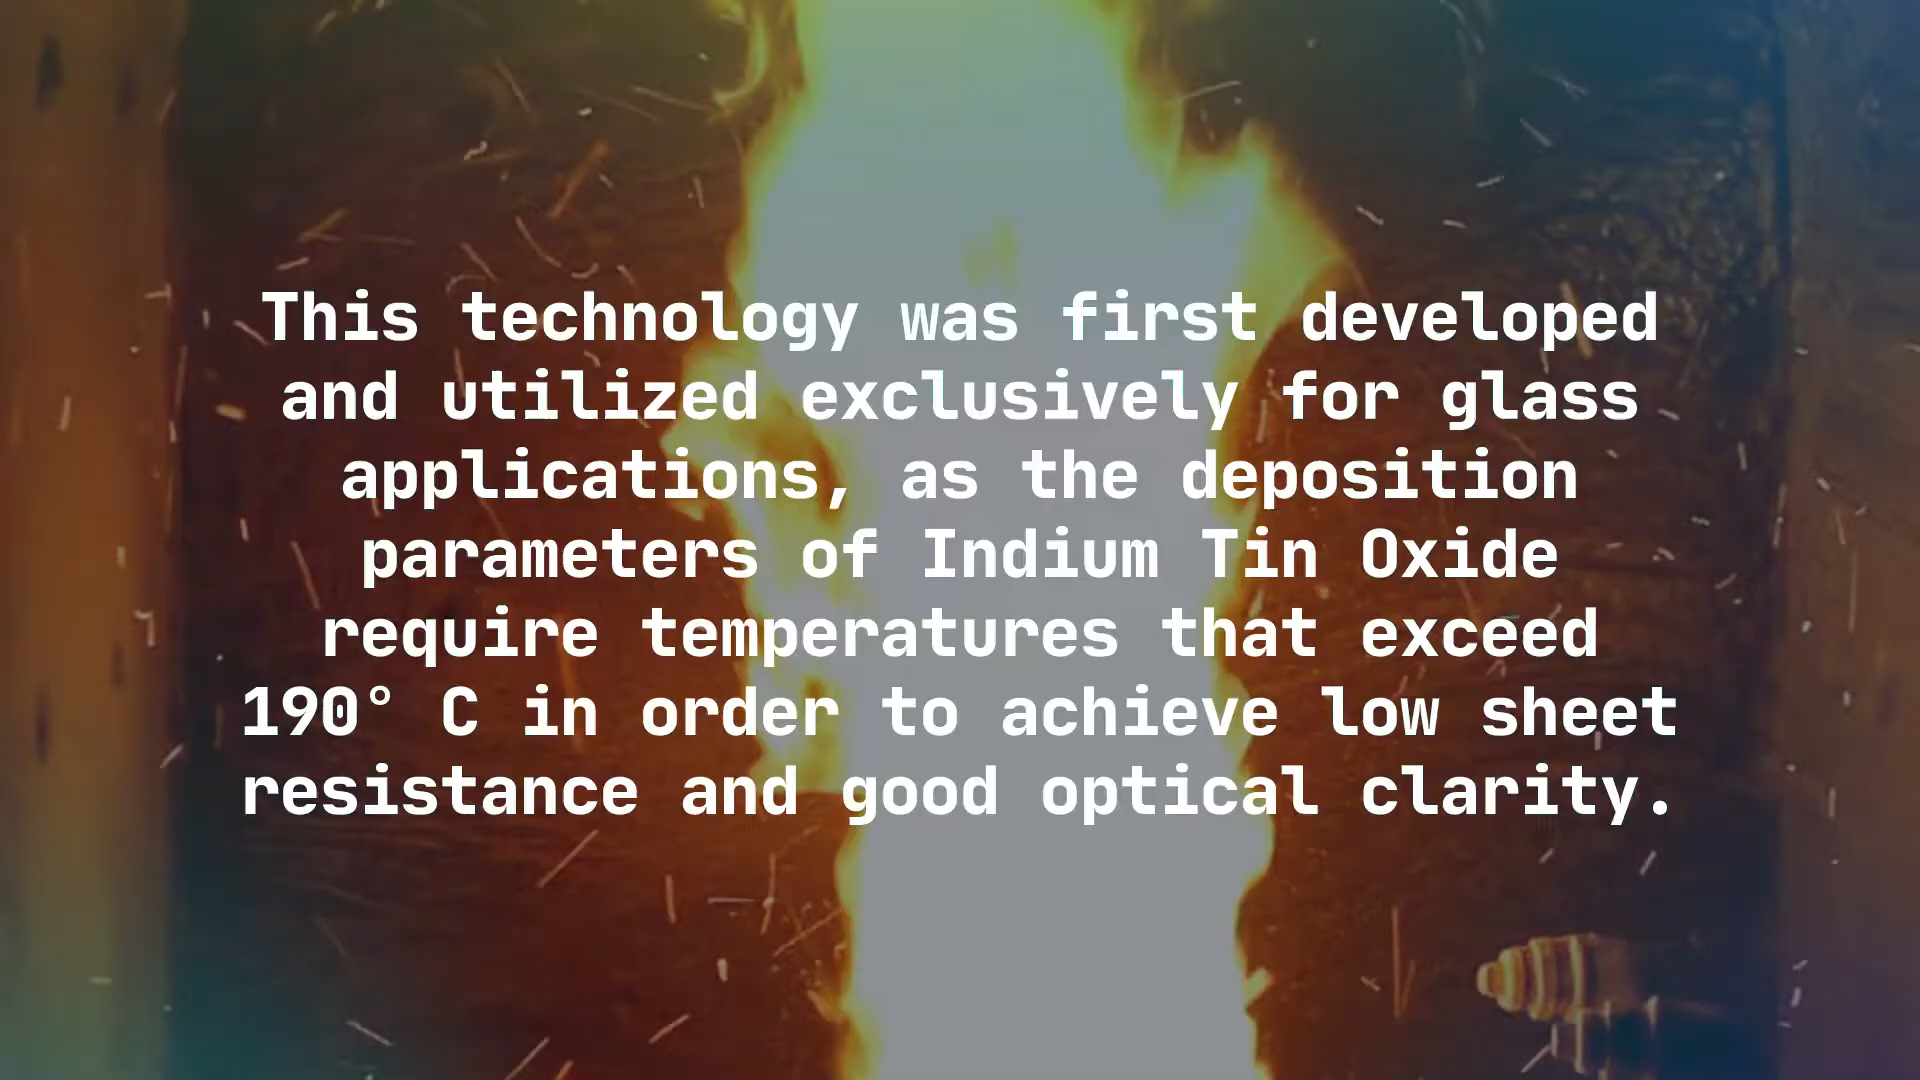 This technology was first developed
and utilized exclusively for glass
applications, as the deposition
parameters of Indium Tin Oxide
require temperatures that exceed
190° C in order to achieve low sheet
resistance and good optical clarity.